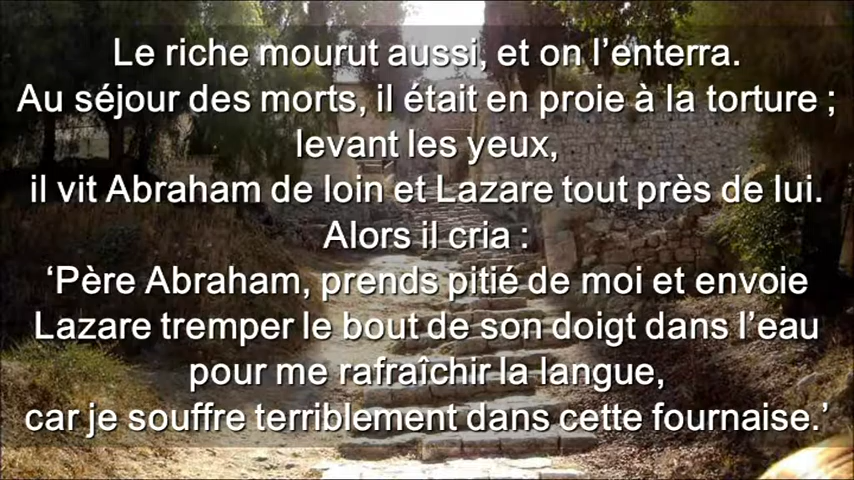 Le riche mourut aussi, et on l’enterra.
Au séjour des morts, il était en proie à la torture ;
levant les yeux,
il vit Abraham de loin et Lazare tout près de lui.
Alors il cria :
‘Père Abraham, prends pitié de moi et envoie
Lazare tremper le bout de son doigt dans l’eau
pour me rafraîchir la langue,
car je souffre terriblement dans cette fournaise.’